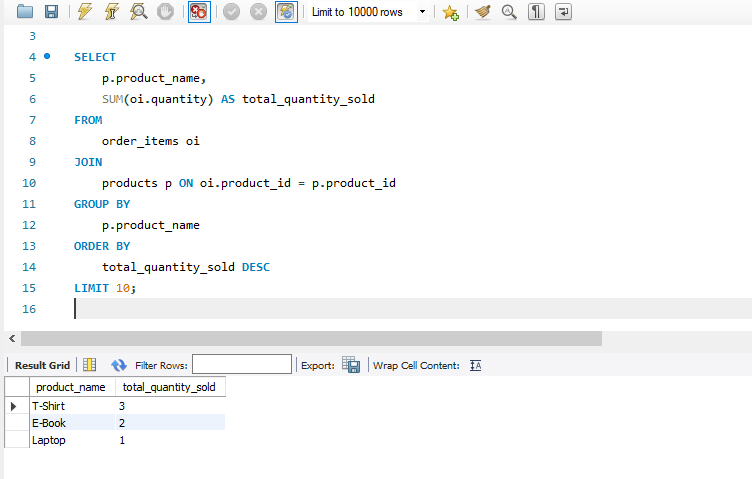 Limit to 10000 rows
3
4 SELECT
5 p.product_name,
6 SUM(oi.quantity) AS total_quantity_sold
7 FROM
8 order_items oi
9 JOIN
10 products p ON oi.product_id = p.product_id
11 GROUP BY
12 p.product_name
13 ORDER BY
14 total_quantity_sold DESC
15 LIMIT 10;
16
Result Grid Filter Rows: Export: Wrap Cell Content:
product_name total_quantity_sold
T-Shirt 3
E-Book 2
Laptop 1